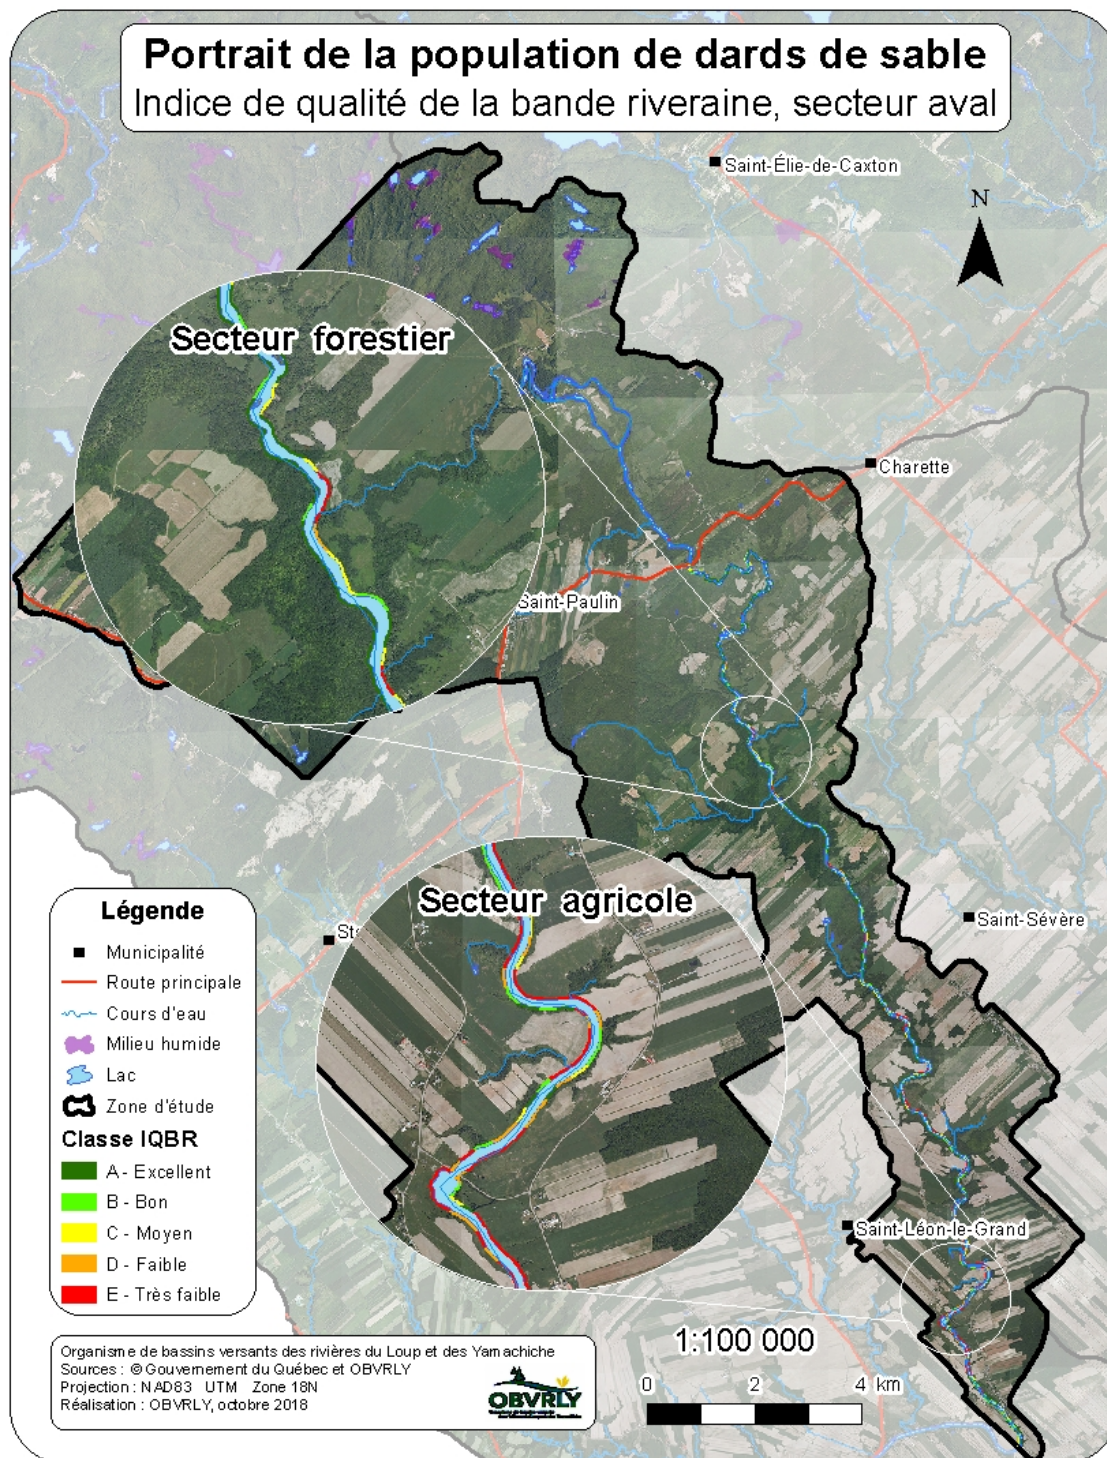 Portrait de la population de dards de sable
Indice de qualité de la bande riveraine, secteur aval
Saint-Élie-de-Caxton
N
Secteur forestier
Charette
Saint-Paulin
Secteur agricole
Saint-Sévère
Légende
Municipalité
Route principale
Cours d'eau
Milieu humide
Lac
Zone d'étude
Classe IQBR
A - Excellent
B - Bon
C - Moyen
D - Faible
E - Très faible
Saint-Léon-le-Grand
1:100 000
0 2 4 km
Organisme de bassins versants des rivières du Loup et des Yamachiche
Sources : © Gouvernement du Québec et OBVRLY
Projection : NAD83 UTM Zone 18N
Réalisation : OBVRLY, octobre 2018
OBVRLY